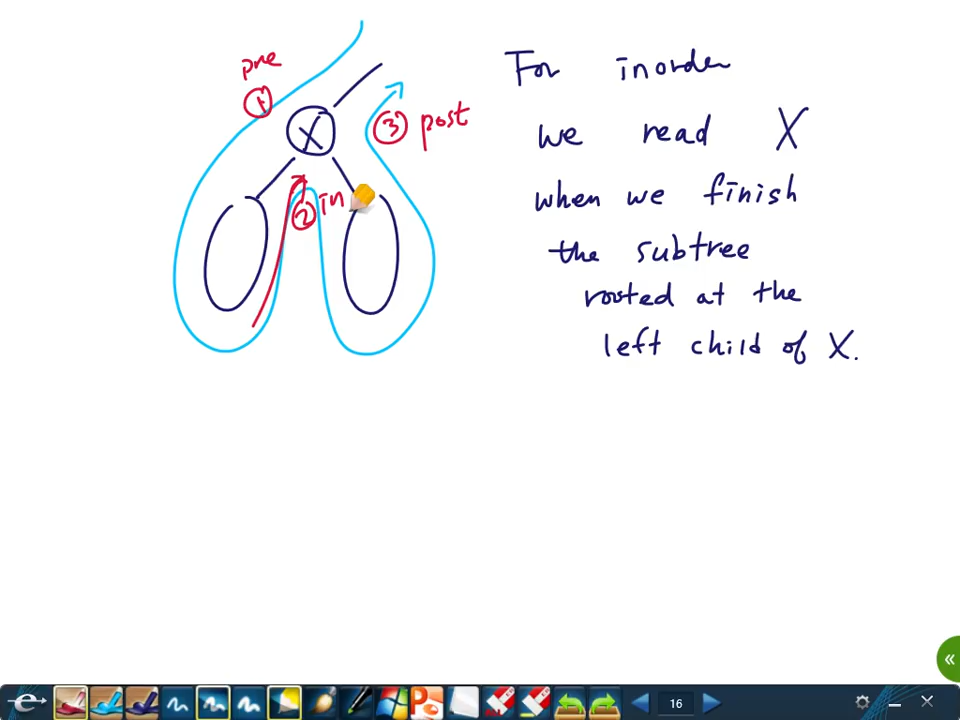 pre
①
X
③ post
② in
For inorder
we read X
when we finish
the subtree
rooted at the
left child of X.
16